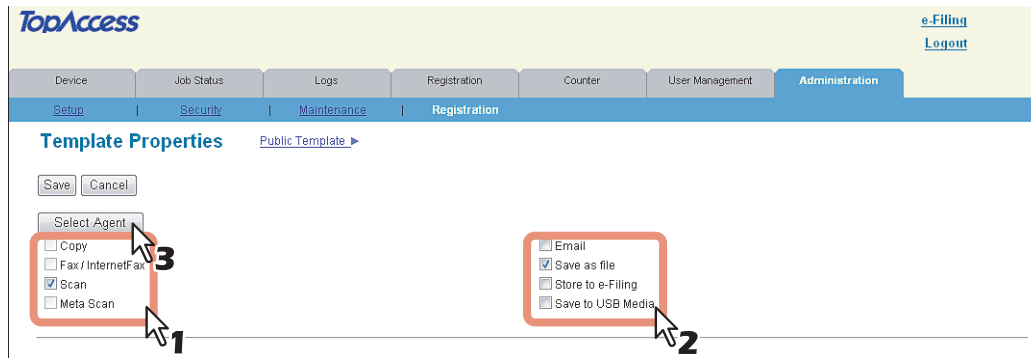 TopAccess
e-Filing
Logout
Device Job Status Logs Registration Counter User Management Administration
Setup | Security | Maintenance | Registration
Template Properties Public Template ▶
Save Cancel
Select Agent
3
Copy
Fax / InternetFax
Scan
Meta Scan
1
Email
Save as file
Store to e-Filing
Save to USB Media
2